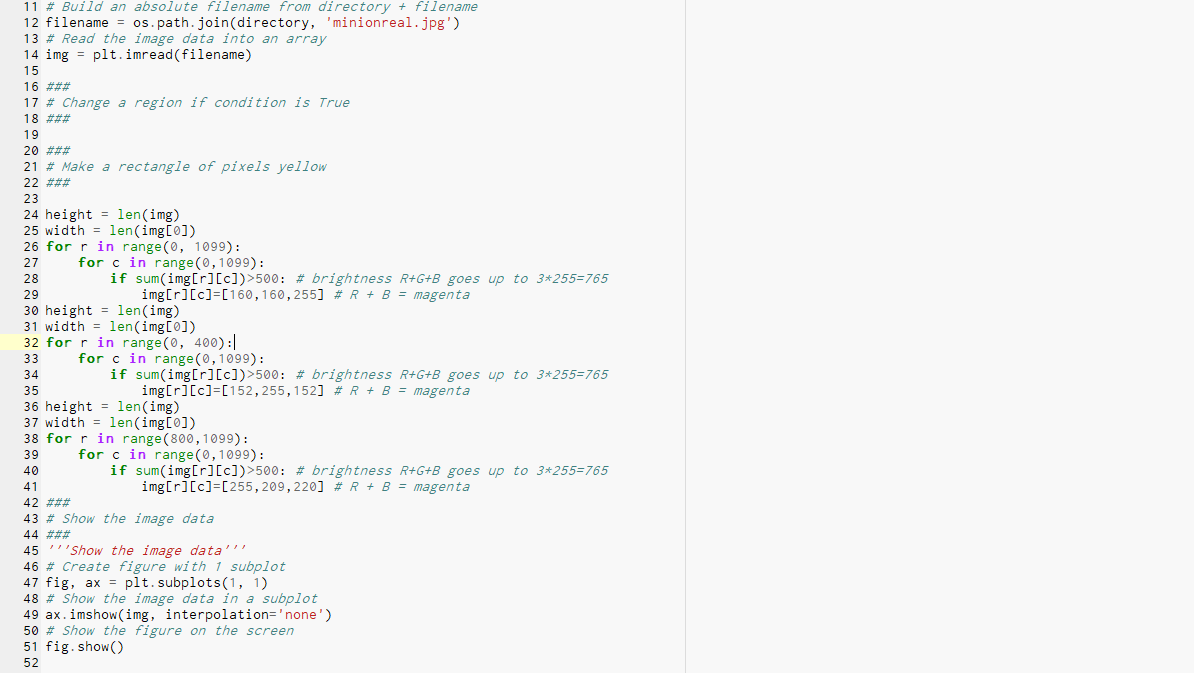 11 # Build an absolute filename from directory + filename
12 filename = os.path.join(directory, 'minionreal.jpg')
13 # Read the image data into an array
14 img = plt.imread(filename)
15
16 ###
17 # Change a region if condition is True
18 ###
19
20 ###
21 # Make a rectangle of pixels yellow
22 ###
23
24 height = len(img)
25 width = len(img[0])
26 for r in range(0, 1099):
27     for c in range(0,1099):
28         if sum(img[r][c])>500: # brightness R+G+B goes up to 3*255=765
29             img[r][c]=[160,160,255] # R + B = magenta
30 height = len(img)
31 width = len(img[0])
32 for r in range(0, 400):
33     for c in range(0,1099):
34         if sum(img[r][c])>500: # brightness R+G+B goes up to 3*255=765
35             img[r][c]=[152,255,152] # R + B = magenta
36 height = len(img)
37 width = len(img[0])
38 for r in range(800,1099):
39     for c in range(0,1099):
40         if sum(img[r][c])>500: # brightness R+G+B goes up to 3*255=765
41             img[r][c]=[255,209,220] # R + B = magenta
42 ###
43 # Show the image data
44 ###
45 '''Show the image data'''
46 # Create figure with 1 subplot
47 fig, ax = plt.subplots(1, 1)
48 # Show the image data in a subplot
49 ax.imshow(img, interpolation='none')
50 # Show the figure on the screen
51 fig.show()
52